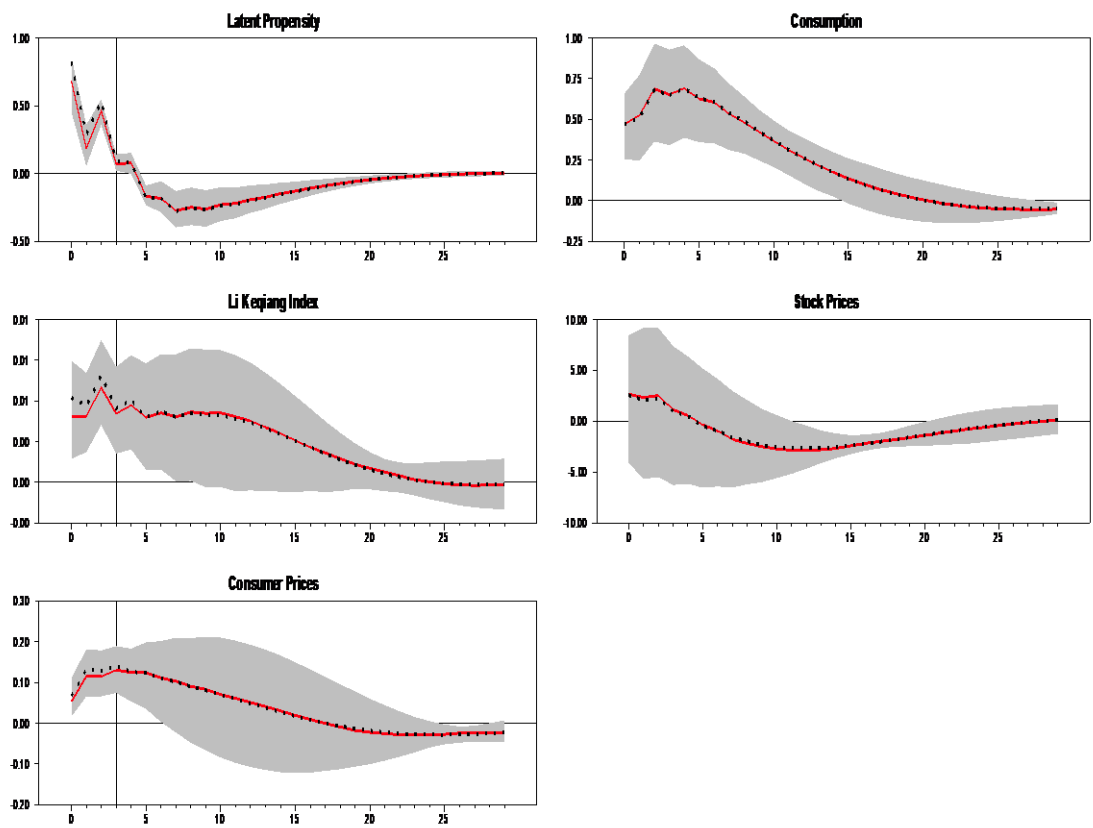 Latent Propensity
1.00
0.50
0.00
-0.50
0 5 10 15 20 25
Consumption
1.00
0.75
0.50
0.25
0.00
-0.25
0 5 10 15 20 25
Li Keqiang Index
0.01
0.01
0.01
0.00
0.00
-0.00
0 5 10 15 20 25
Stock Prices
10.00
5.00
0.00
-5.00
-10.00
0 5 10 15 20 25
Consumer Prices
0.30
0.20
0.10
0.00
-0.10
-0.20
0 5 10 15 20 25